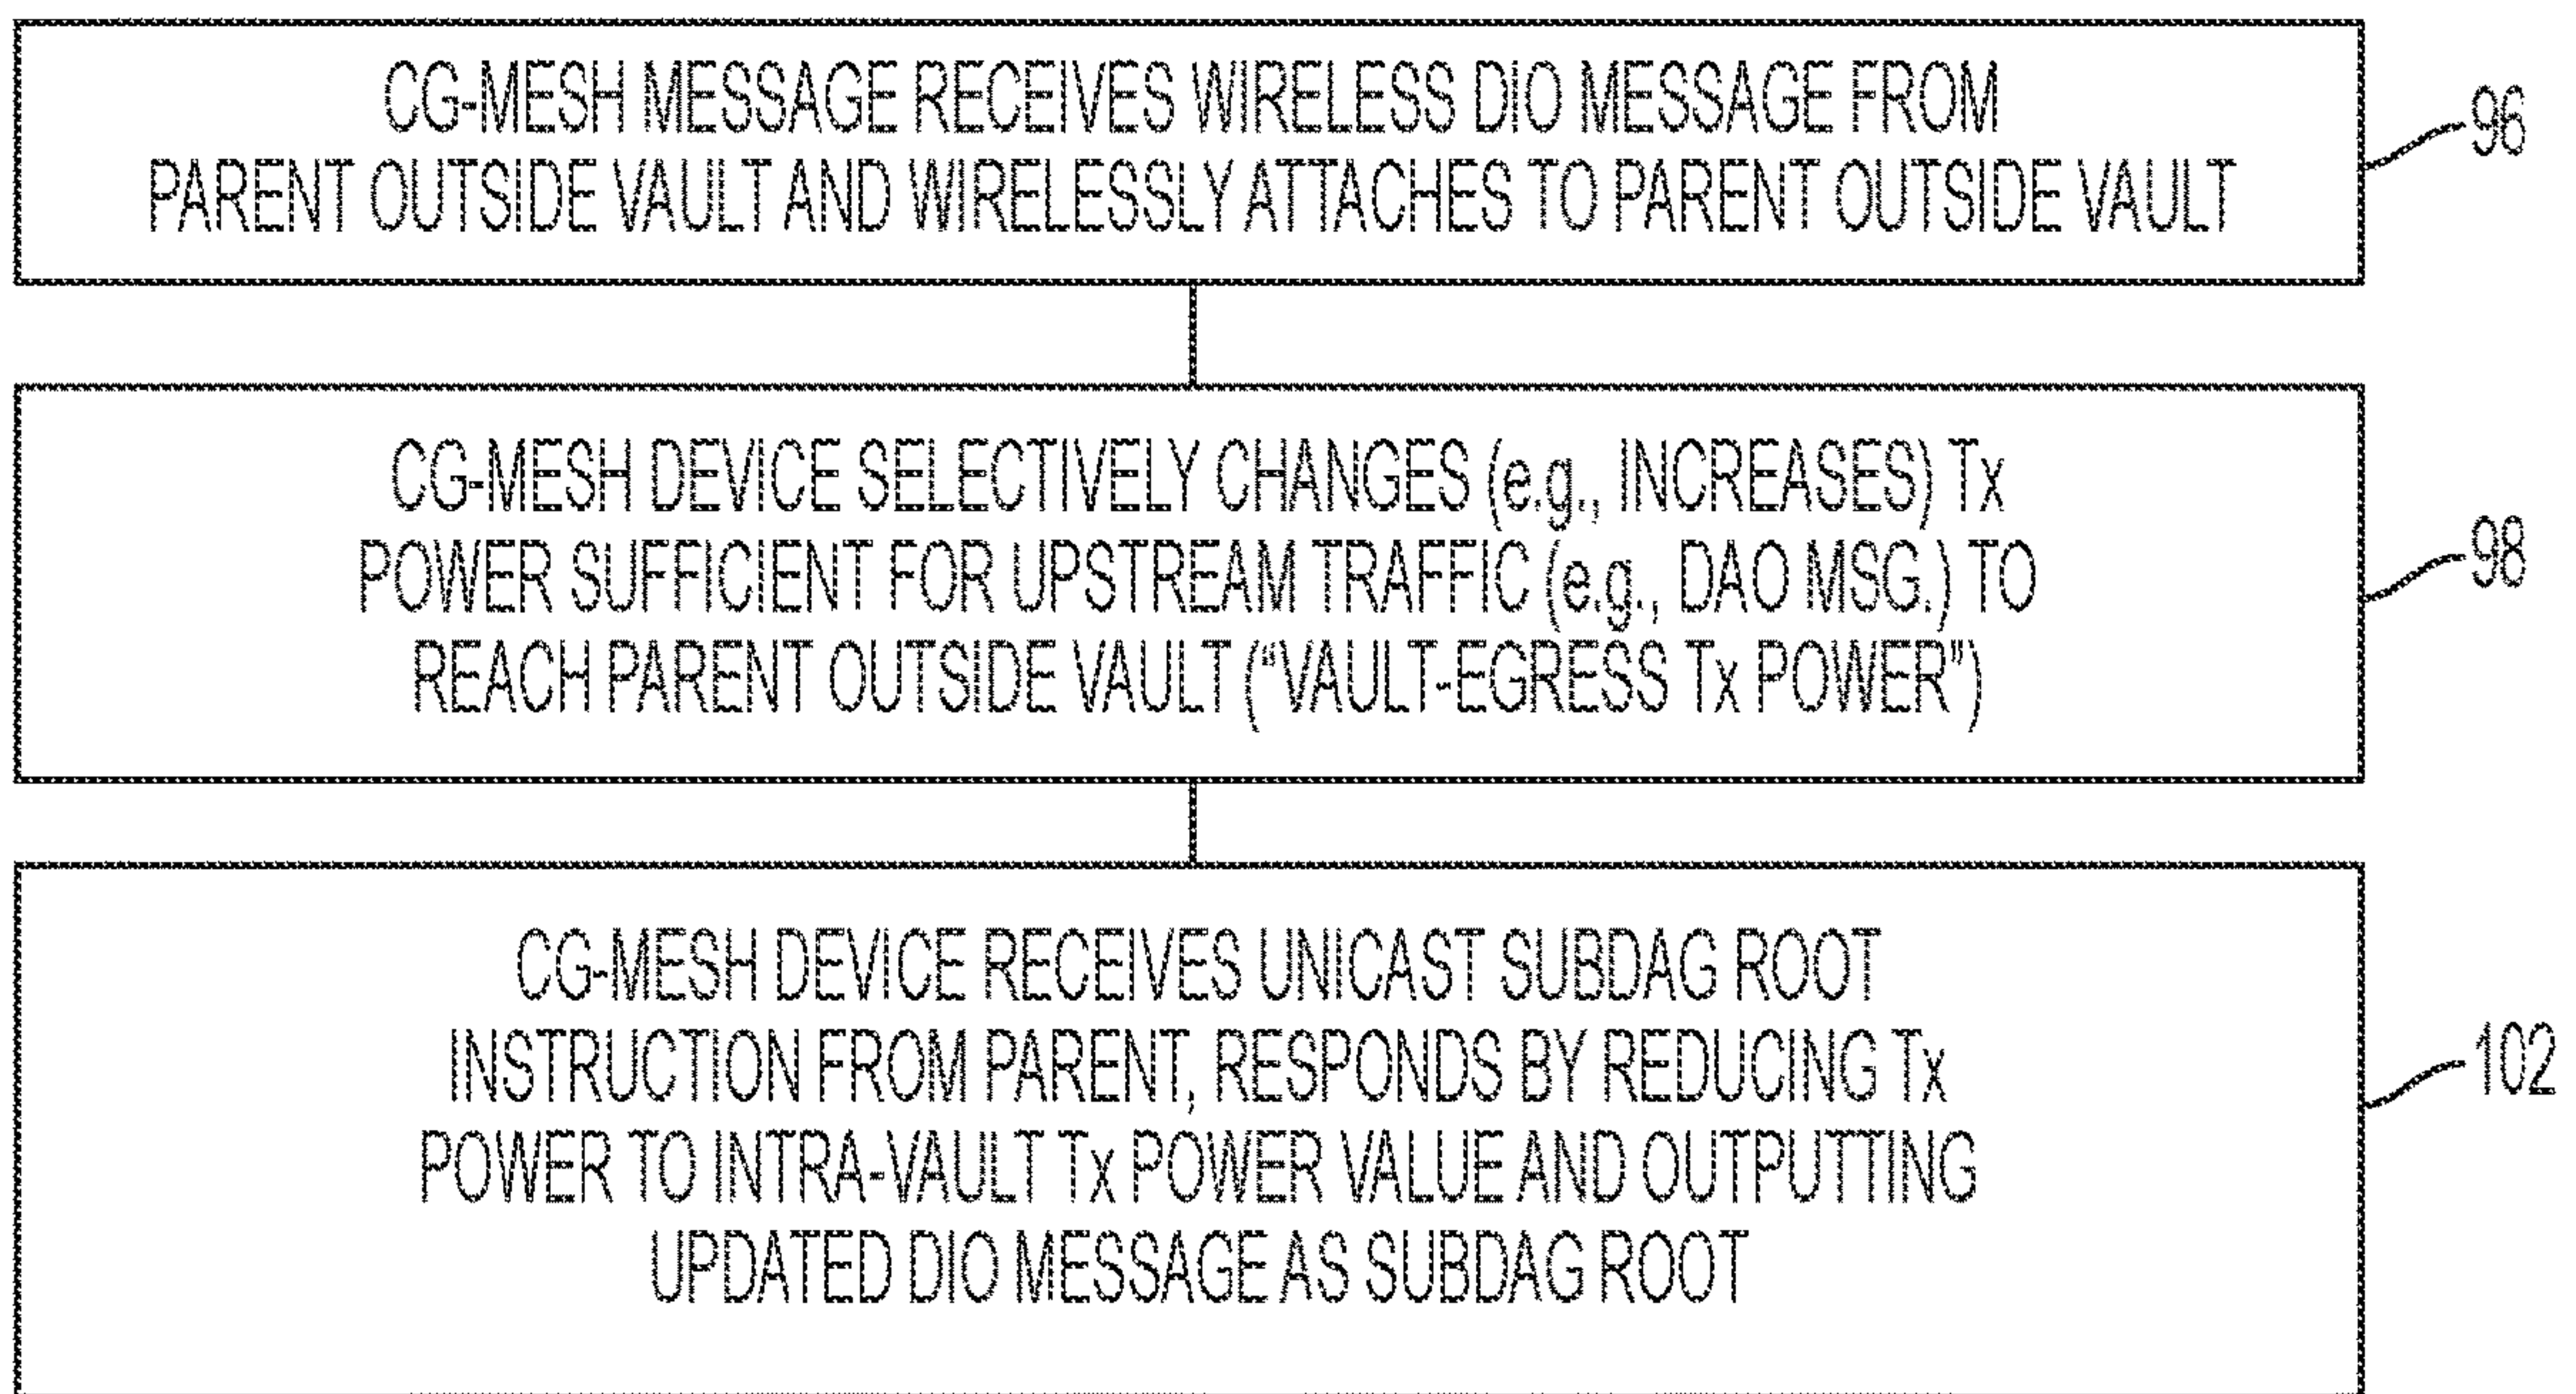 CG-MESH MESSAGE RECEIVES WIRELESS DIO MESSAGE FROM
PARENT OUTSIDE VAULT AND WIRELESSLY ATTACHES TO PARENT OUTSIDE VAULT
96
CG-MESH DEVICE SELECTIVELY CHANGES (e.g., INCREASES) Tx
POWER SUFFICIENT FOR UPSTREAM TRAFFIC (e.g., DAO MSG.) TO
REACH PARENT OUTSIDE VAULT (“VAULT-EGRESS Tx POWER”)
98
CG-MESH DEVICE RECEIVES UNICAST SUBDAG ROOT
INSTRUCTION FROM PARENT, RESPONDS BY REDUCING Tx
POWER TO INTRA-VAULT Tx POWER VALUE AND OUTPUTTING
UPDATED DIO MESSAGE AS SUBDAG ROOT
102